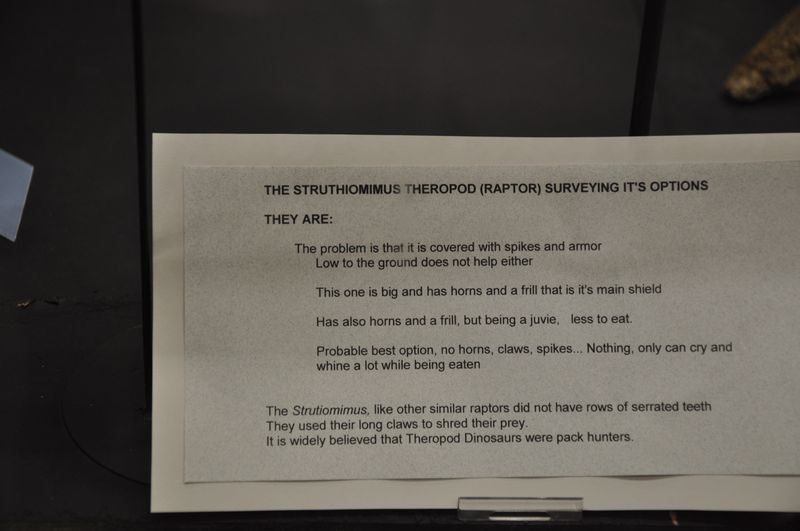 THE STRUTHIOMIMUS THEROPOD (RAPTOR) SURVEYING IT'S OPTIONS
THEY ARE:
The problem is that it is covered with spikes and armor
Low to the ground does not help either
This one is big and has horns and a frill that is it's main shield
Has also horns and a frill, but being a juvie, less to eat.
Probable best option, no horns, claws, spikes... Nothing, only can cry and
whine a lot while being eaten
The Strutiomimus, like other similar raptors did not have rows of serrated teeth
They used their long claws to shred their prey.
It is widely believed that Theropod Dinosaurs were pack hunters.